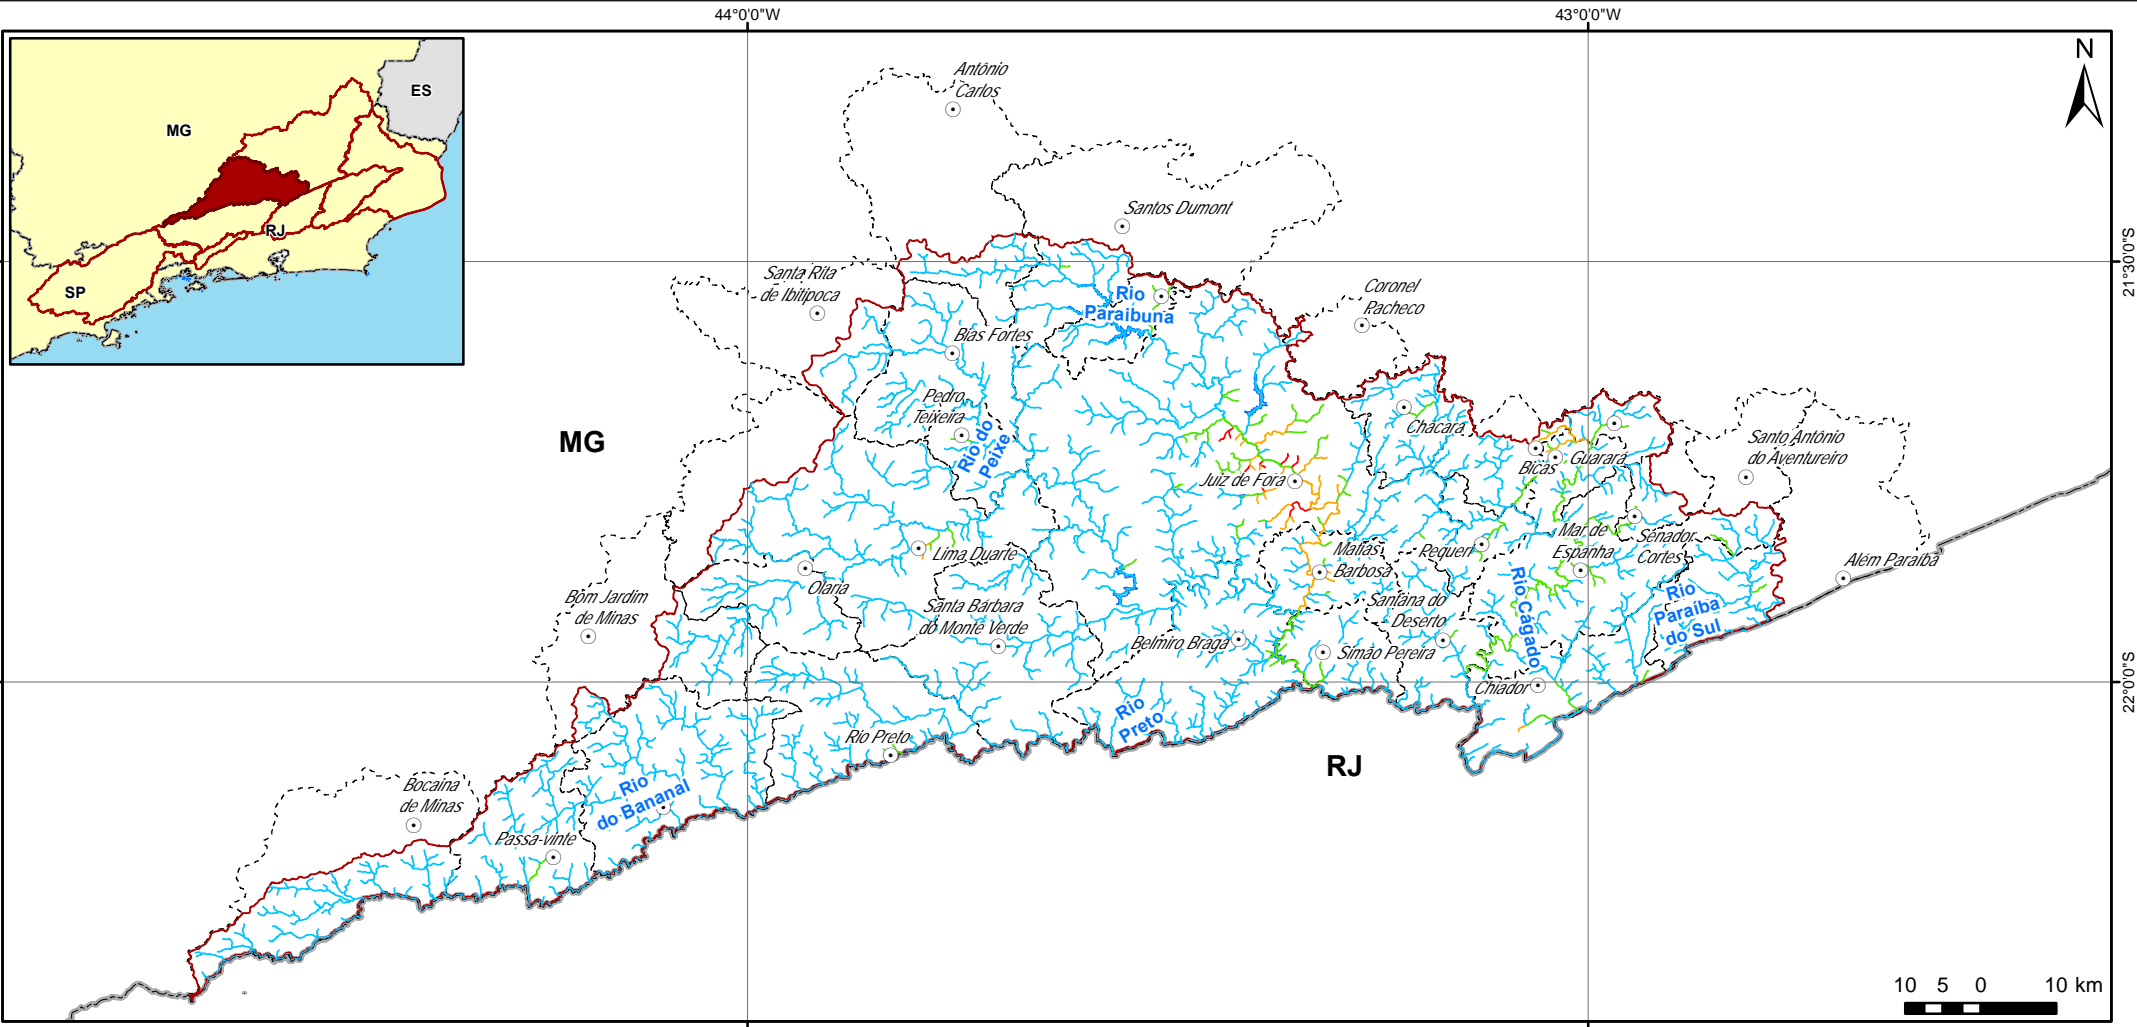 44°0'0"W
43°0'0"W
N
ES
MG
RJ
SP
Antônio
Carlos
Santos Dumont
21°30'0"S
Santa Rita
de Ibitipoca
Rio
Paraibuna
Coronel
Pacheco
Bias Fortes
Pedro
Teixeira
Rio do
Peixe
Chácara
MG
Santo Antônio
do Aventureiro
Bicas
Guarará
Juiz de Fora
Mar de
Espanha
Senador
Cortes
Lima Duarte
Matias
Barbosa
Pequeri
Além Paraíba
Olaria
Bom Jardim
de Minas
Santa Bárbara
do Monte Verde
Santana do
Deserto
Rio Cágado
Rio
Paraíba
do Sul
Belmiro Braga
Simão Pereira
Chiador
22°0'0"S
Rio
Preto
Rio Preto
RJ
Bocaina
de Minas
Rio
do Bananal
Passa-vinte
10 5 0 10 km